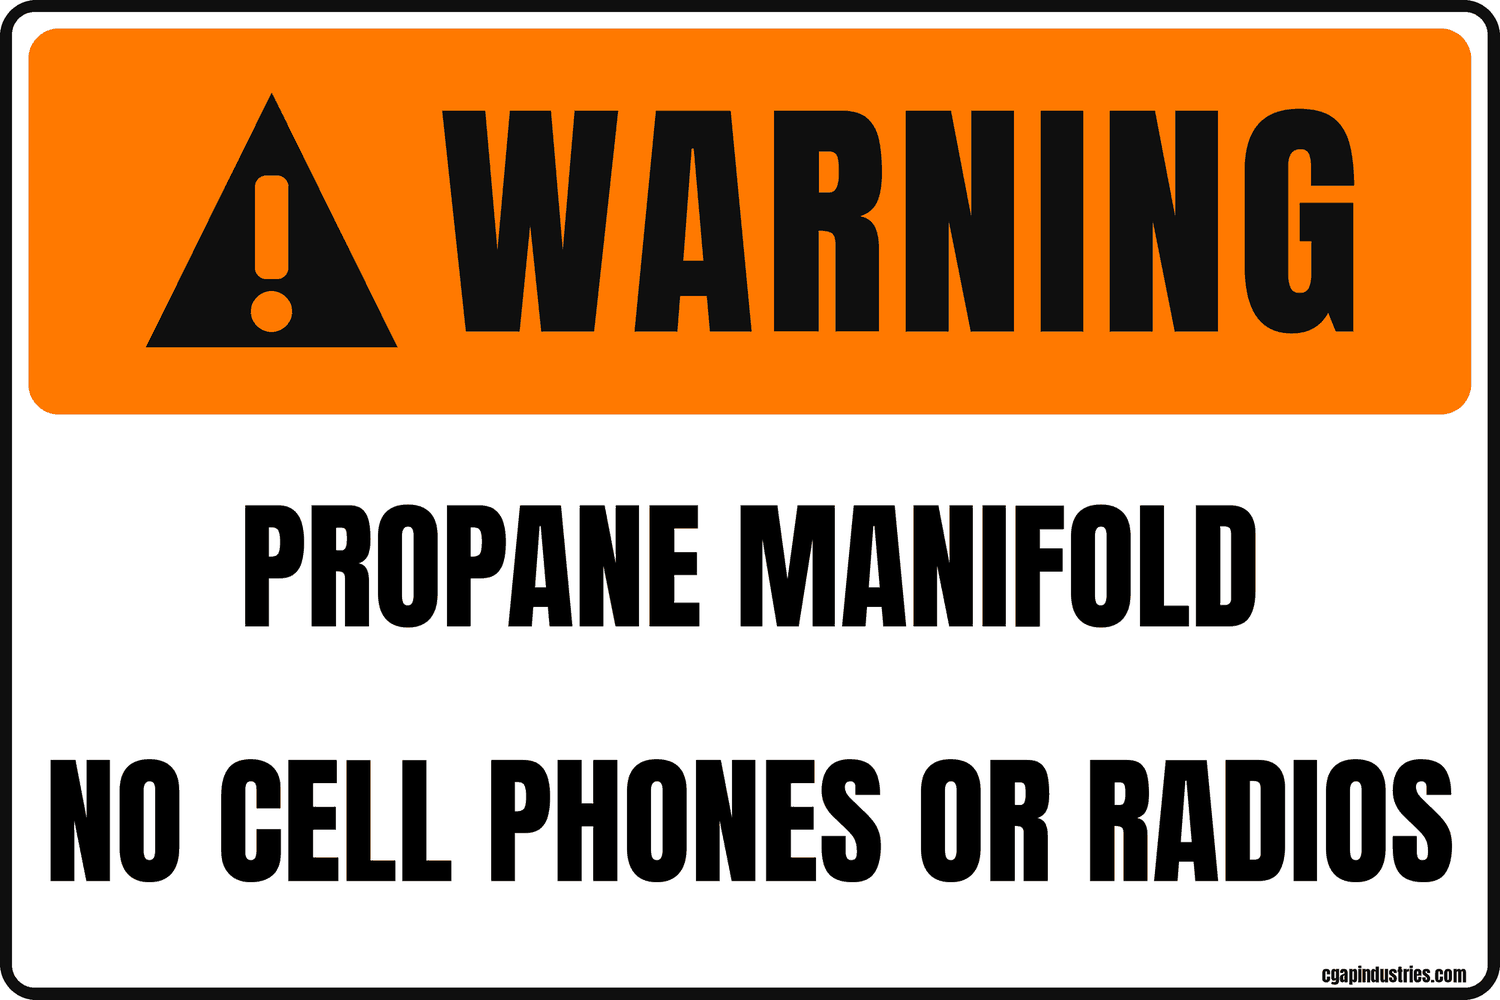 WARNING
PROPANE MANIFOLD
NO CELL PHONES OR RADIOS
cgapindustries.com